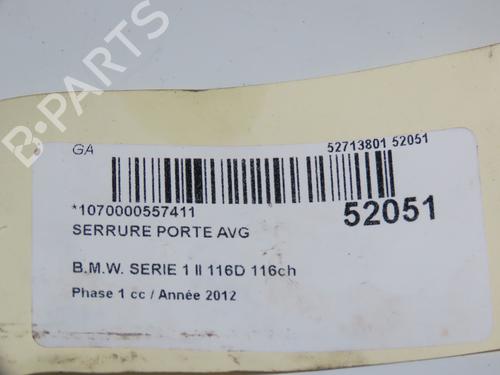 B-PARTS
GA
52713801 52051
*1070000557411
52051
SERRURE PORTE AVG
B.M.W. SERIE 1 II 116D 116ch
Phase 1 cc / Année 2012